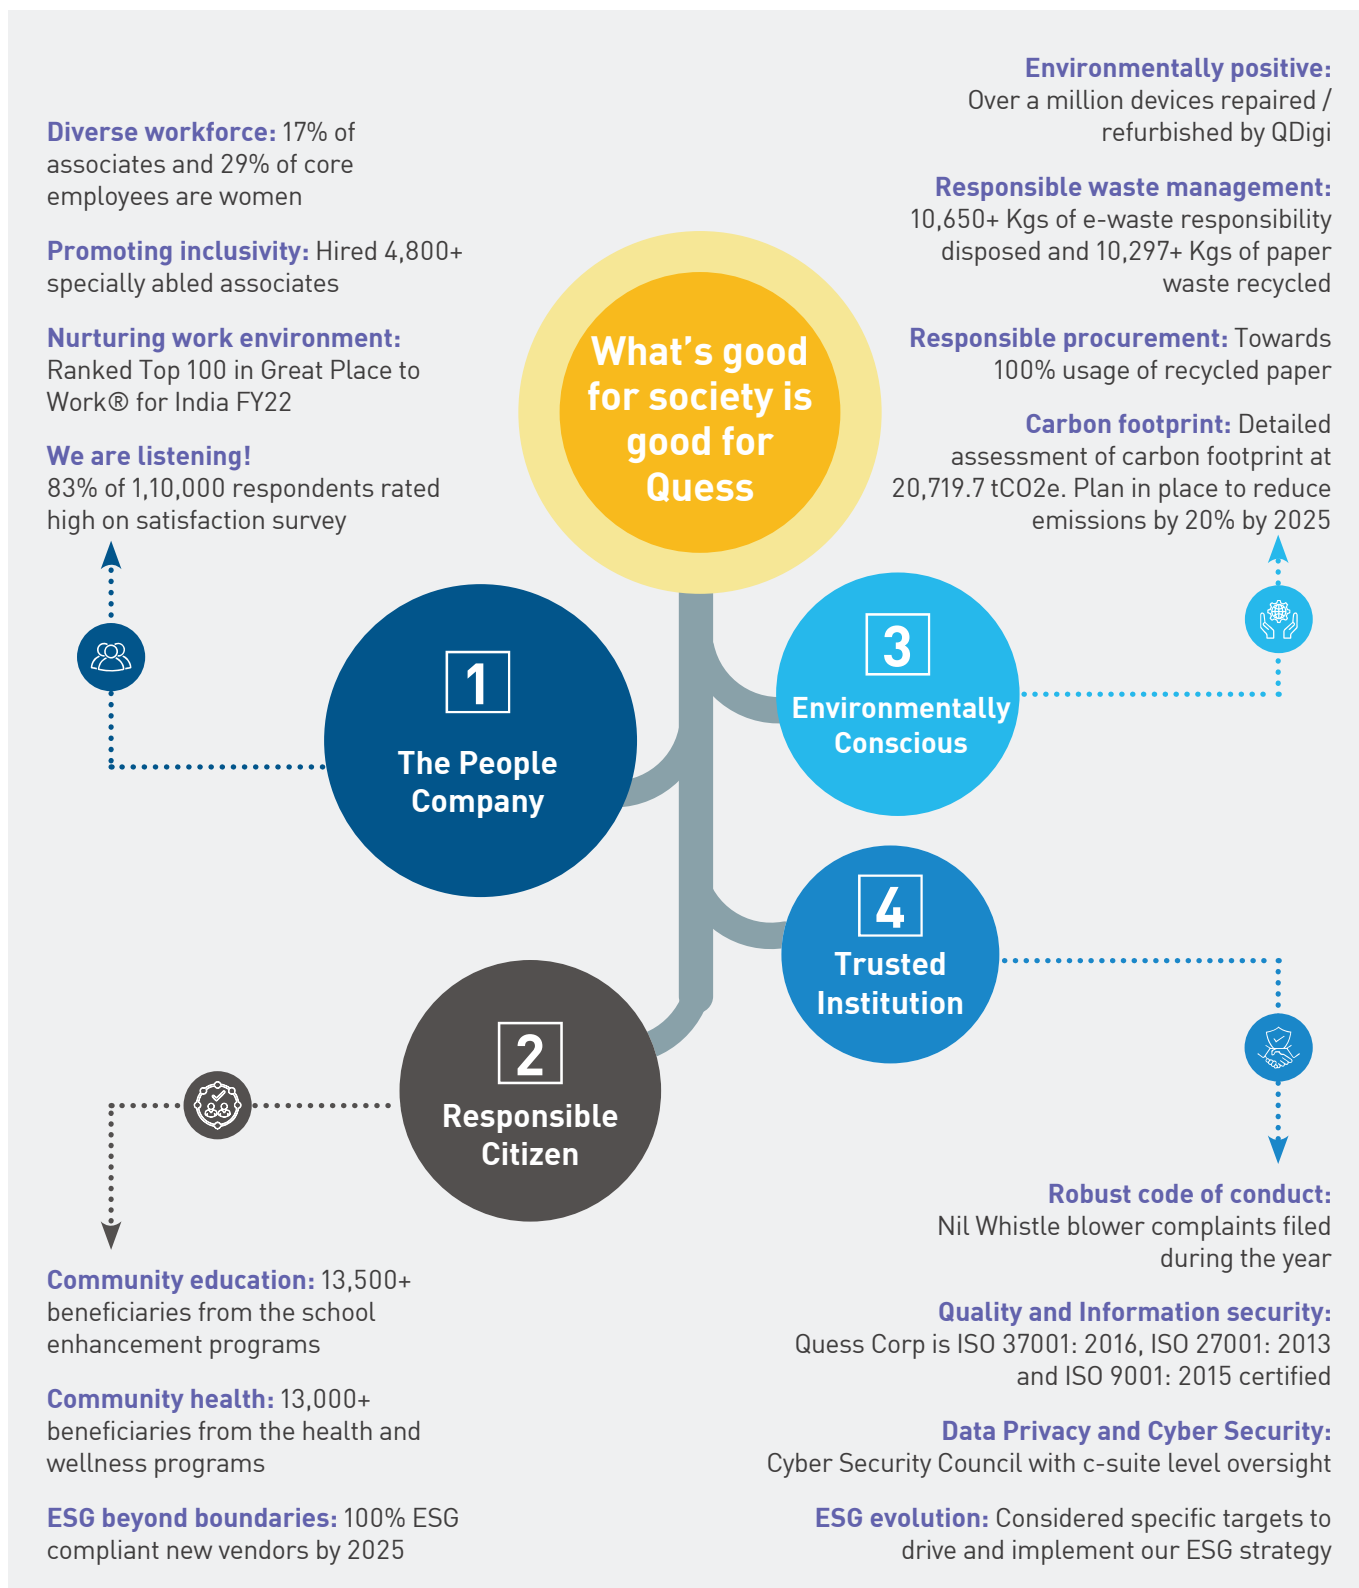 Diverse workforce: 17% of
associates and 29% of core
employees are women
Promoting inclusivity: Hired 4,800+
specially abled associates
Nurturing work environment:
Ranked Top 100 in Great Place to
Work® for India FY22
We are listening!
83% of 1,10,000 respondents rated
high on satisfaction survey
What's good
for society is
good for
Quess
Environmentally positive:
Over a million devices repaired /
refurbished by QDigi
Responsible waste management:
10,650+ Kgs of e-waste responsibility
disposed and 10,297+ Kgs of paper
waste recycled
Responsible procurement: Towards
100% usage of recycled paper
Carbon footprint: Detailed
assessment of carbon footprint at
20,719.7 tCO2e. Plan in place to reduce
emissions by 20% by 2025
1
The People
Company
3
Environmentally
Conscious
4
Trusted
Institution
2
Responsible
Citizen
Community education: 13,500+
beneficiaries from the school
enhancement programs
Community health: 13,000+
beneficiaries from the health and
wellness programs
ESG beyond boundaries: 100% ESG
compliant new vendors by 2025
Robust code of conduct:
Nil Whistle blower complaints filed
during the year
Quality and Information security:
Quess Corp is ISO 37001: 2016, ISO 27001: 2013
and ISO 9001: 2015 certified
Data Privacy and Cyber Security:
Cyber Security Council with c-suite level oversight
ESG evolution: Considered specific targets to
drive and implement our ESG strategy